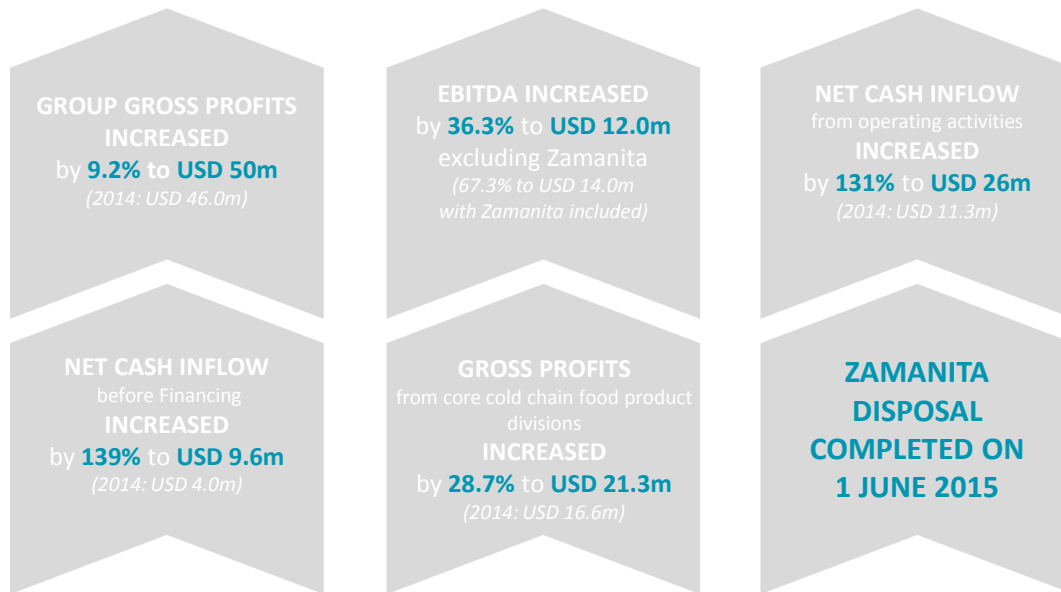 GROUP GROSS PROFITS
INCREASED
by 9.2% to USD 50m
(2014: USD 46.0m)
EBITDA INCREASED
by 36.3% to USD 12.0m
excluding Zamanita
(67.3% to USD 14.0m
with Zamanita included)
NET CASH INFLOW
from operating activities
INCREASED
by 131% to USD 26m
(2014: USD 11.3m)
NET CASH INFLOW
before Financing
INCREASED
by 139% to USD 9.6m
(2014: USD 4.0m)
GROSS PROFITS
from core cold chain food product
divisions
INCREASED
by 28.7% to USD 21.3m
(2014: USD 16.6m)
ZAMANITA
DISPOSAL
COMPLETED ON
1 JUNE 2015